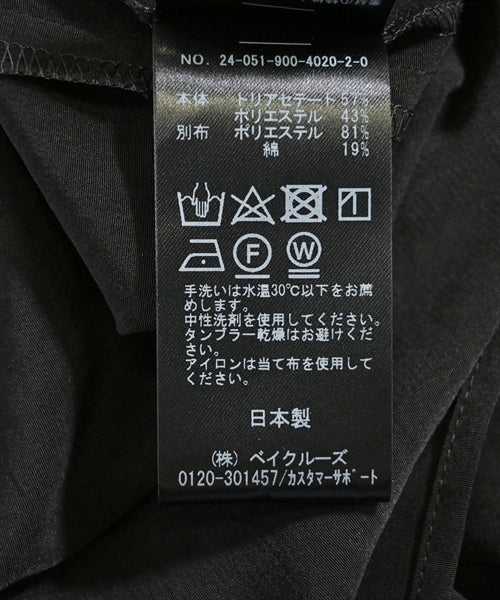 NO. 24-051-900-4020-2-0
本体 トリアセテート 57%
ポリエステル 43%
別布 ポリエステル 81%
綿 19%
F W
手洗いは水温30℃以下をお薦
めします。
中性洗剤を使用してください。
タンブラー乾燥はお避けくだ
さい。
アイロンは当て布を使用して
ください。
日本製
(株) ベイクルーズ
0120-301457/カスタマーサポート